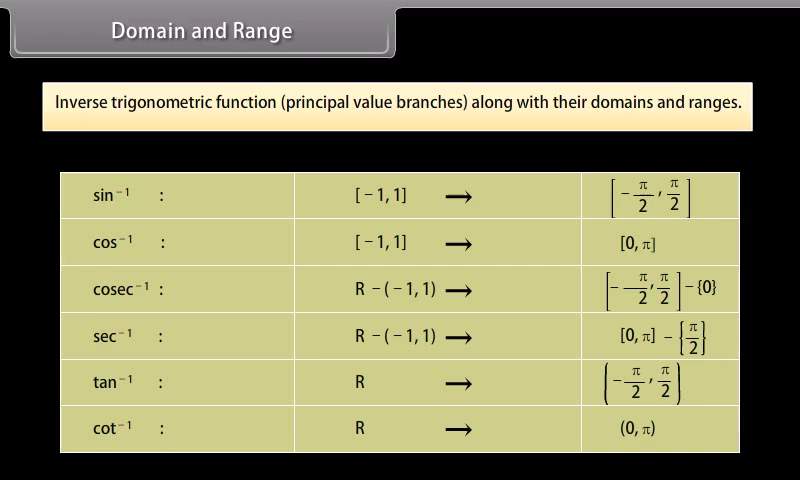 Domain and Range
Inverse trigonometric function (principal value branches) along with their domains and ranges.
sin⁻¹ : [ − 1, 1] → [ − π/2 , π/2 ]
cos⁻¹ : [ − 1, 1] → [0, π]
cosec⁻¹ : R − ( − 1, 1) → [ − π/2 , π/2 ] − {0}
sec⁻¹ : R − ( − 1, 1) → [0, π] − { π/2 }
tan⁻¹ : R → ( − π/2 , π/2 )
cot⁻¹ : R → (0, π)